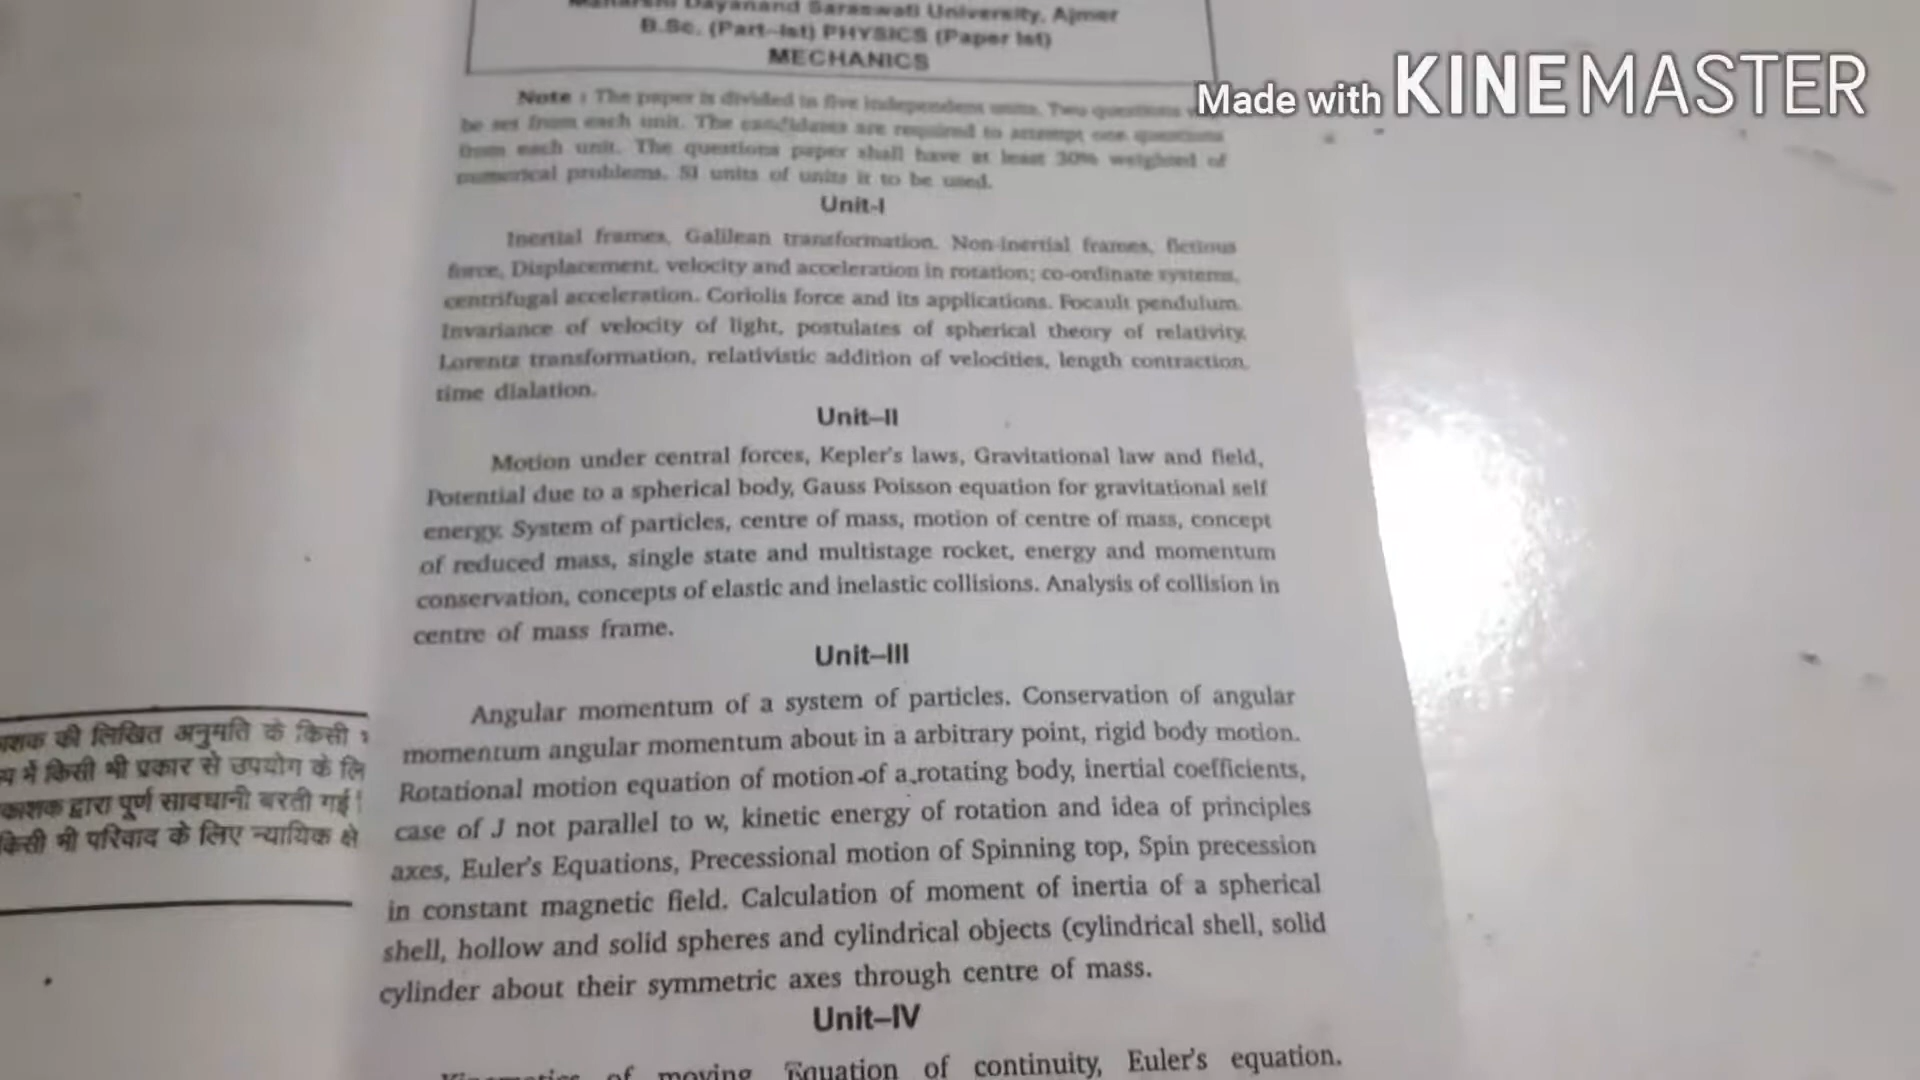 Maharshi Dayanand Saraswati University, Ajmer
B.Sc. (Part-Ist) PHYSICS (Paper Ist)
MECHANICS
Made with KINEMASTER
Note : The paper is divided in five independent units. Two questions
be set from each unit. The candidates are required to attempt one questions
from each unit. The questions paper shall have at least 30% weighted of
numerical problems. SI units of units it to be used.
Unit-I
Inertial frames, Galilean transformation. Non-inertial frames, fictious
force, Displacement, velocity and acceleration in rotation; co-ordinate systems,
centrifugal acceleration. Coriolis force and its applications. Focault pendulum.
Invariance of velocity of light, postulates of spherical theory of relativity.
Lorentz transformation, relativistic addition of velocities, length contraction,
time dialation.
Unit–II
Motion under central forces, Kepler's laws, Gravitational law and field,
Potential due to a spherical body, Gauss Poisson equation for gravitational self
energy. System of particles, centre of mass, motion of centre of mass, concept
of reduced mass, single state and multistage rocket, energy and momentum
conservation, concepts of elastic and inelastic collisions. Analysis of collision in
centre of mass frame.
Unit–III
Angular momentum of a system of particles. Conservation of angular
momentum angular momentum about in a arbitrary point, rigid body motion.
Rotational motion equation of motion of a rotating body, inertial coefficients,
case of J not parallel to w, kinetic energy of rotation and idea of principles
axes, Euler's Equations, Precessional motion of Spinning top, Spin precession
in constant magnetic field. Calculation of moment of inertia of a spherical
shell, hollow and solid spheres and cylindrical objects (cylindrical shell, solid
cylinder about their symmetric axes through centre of mass.
Unit–IV
Kinematics of moving Equation of continuity, Euler's equation.
की लिखित अनुमति के किसी
में किसी भी प्रकार से उपयोग के
द्वारा पूर्ण सावधानी बरती गई
किसी भी परिवाद के लिए न्यायिक